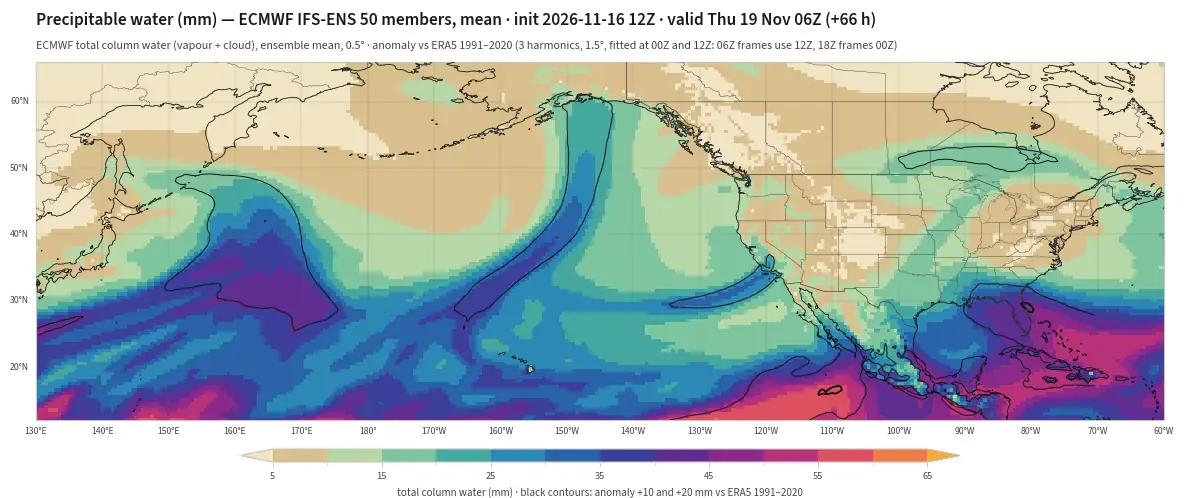 Precipitable water (mm) — ECMWF IFS-ENS 50 members, mean · init 2026-11-16 12Z · valid Thu 19 Nov 06Z (+66 h)
ECMWF total column water (vapour + cloud), ensemble mean, 0.5° · anomaly vs ERA5 1991–2020 (3 harmonics, 1.5°, fitted at 00Z and 12Z: 06Z frames use 12Z, 18Z frames 00Z)
60°N
50°N
40°N
30°N
20°N
130°E 140°E 150°E 160°E 170°E 180° 170°W 160°W 150°W 140°W 130°W 120°W 110°W 100°W 90°W 80°W 70°W 60°W
5 15 25 35 45 55 65
total column water (mm) · black contours: anomaly +10 and +20 mm vs ERA5 1991–2020